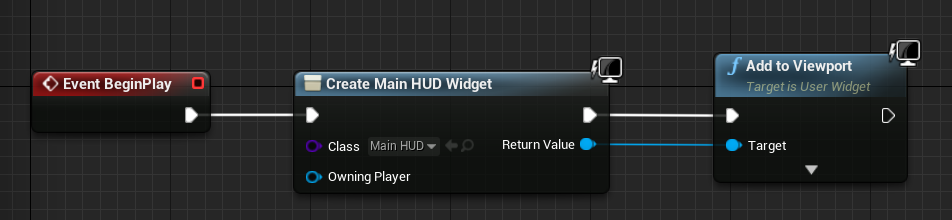 Event BeginPlay
Create Main HUD Widget
Class Main HUD
Return Value
Owning Player
f Add to Viewport
Target is User Widget
Target